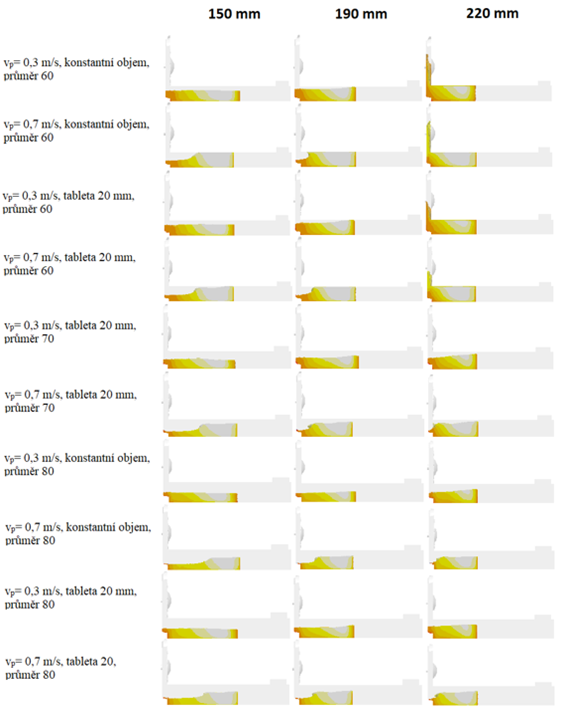 150 mm 190 mm 220 mm
vₚ= 0,3 m/s, konstantní objem,
průměr 60
vₚ= 0,7 m/s, konstantní objem,
průměr 60
vₚ= 0,3 m/s, tableta 20 mm,
průměr 60
vₚ= 0,7 m/s, tableta 20 mm,
průměr 60
vₚ= 0,3 m/s, tableta 20 mm,
průměr 70
vₚ= 0,7 m/s, tableta 20 mm,
průměr 70
vₚ= 0,3 m/s, konstantní objem,
průměr 80
vₚ= 0,7 m/s, konstantní objem,
průměr 80
vₚ= 0,3 m/s, tableta 20 mm,
průměr 80
vₚ= 0,7 m/s, tableta 20,
průměr 80